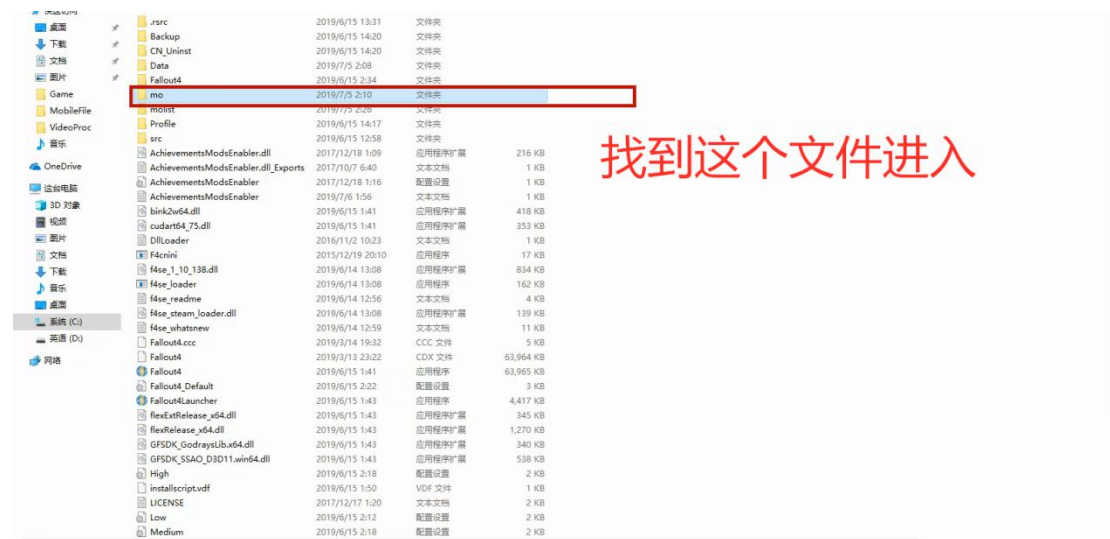 快速访问
桌面
下载
文档
图片
Game
MobileFile
VideoProc
音乐
OneDrive
这台电脑
3D 对象
视频
图片
文档
下载
音乐
桌面
系统 (C:)
英语 (D:)
网络
.rsrc 2019/6/15 13:31 文件夹
Backup 2019/6/15 14:20 文件夹
CN_Uninst 2019/6/15 14:20 文件夹
Data 2019/7/5 2:08 文件夹
Fallout4 2019/6/15 2:34 文件夹
mo 2019/7/5 2:10 文件夹
molist 2019/7/5 2:26 文件夹
Profile 2019/6/15 14:17 文件夹
src 2019/6/15 12:58 文件夹
AchievementsModsEnabler.dll 2017/12/18 1:09 应用程序扩展 216 KB
AchievementsModsEnabler.dll_Exports 2017/10/7 6:40 文本文档 1 KB
AchievementsModsEnabler 2017/12/18 1:16 配置设置 1 KB
AchievementsModsEnabler 2019/7/6 1:56 文本文档 1 KB
bink2w64.dll 2019/6/15 1:41 应用程序扩展 418 KB
cudart64_75.dll 2019/6/15 1:41 应用程序扩展 353 KB
DllLoader 2016/11/2 10:23 文本文档 1 KB
F4cnini 2015/12/19 20:10 应用程序 17 KB
f4se_1_10_138.dll 2019/6/14 13:08 应用程序扩展 834 KB
f4se_loader 2019/6/14 13:08 应用程序 162 KB
f4se_readme 2019/6/14 12:56 文本文档 4 KB
f4se_steam_loader.dll 2019/6/14 13:08 应用程序扩展 139 KB
f4se_whatsnew 2019/6/14 12:59 文本文档 11 KB
Fallout4.ccc 2019/3/14 19:32 CCC 文件 5 KB
Fallout4 2019/3/13 23:22 CDX 文件 63,964 KB
Fallout4 2019/6/15 1:41 应用程序 63,965 KB
Fallout4_Default 2019/6/15 2:22 配置设置 3 KB
Fallout4Launcher 2019/6/15 1:43 应用程序 4,417 KB
flexExtRelease_x64.dll 2019/6/15 1:43 应用程序扩展 345 KB
flexRelease_x64.dll 2019/6/15 1:43 应用程序扩展 1,270 KB
GFSDK_GodraysLib.x64.dll 2019/6/15 1:43 应用程序扩展 340 KB
GFSDK_SSAO_D3D11.win64.dll 2019/6/15 1:43 应用程序扩展 538 KB
High 2019/6/15 2:18 配置设置 2 KB
installscript.vdf 2019/6/15 1:50 VDF 文件 1 KB
LICENSE 2017/12/17 1:20 文本文档 2 KB
Low 2019/6/15 2:12 配置设置 2 KB
Medium 2019/6/15 2:18 配置设置 2 KB
找到这个文件进入